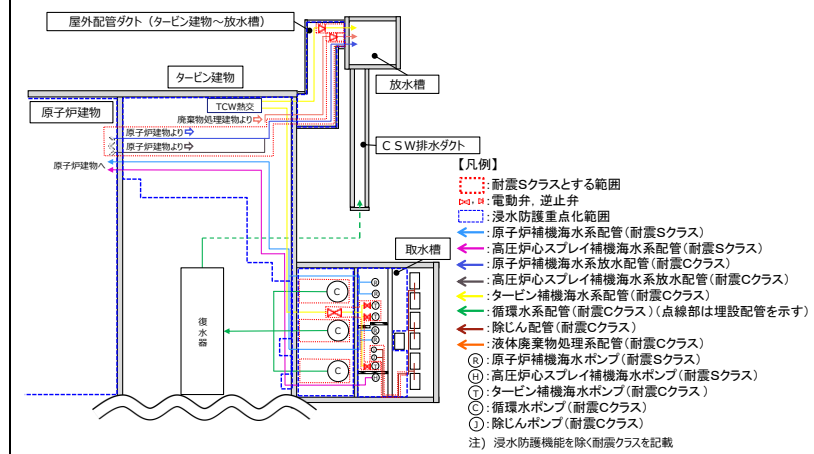 屋外配管ダクト（タービン建物～放水槽）
タービン建物
原子炉建物
放水槽
TCW熱交
廃棄物処理建物より⇨
原子炉建物より⇨
原子炉建物より⇨
原子炉建物へ
ＣＳＷ排水ダクト
取水槽
復水器
C
C
C
R
R
T
T
R
R
J
J
T
H
【凡例】
:耐震Sクラスとする範囲
, :電動弁，逆止弁
:浸水防護重点化範囲
:原子炉補機海水系配管（耐震Sクラス）
:高圧炉心スプレイ補機海水系配管（耐震Sクラス）
:原子炉補機海水系放水配管（耐震Cクラス）
:高圧炉心スプレイ補機海水系放水配管（耐震Cクラス）
:タービン補機海水系配管（耐震Cクラス）
:循環水系配管（耐震Cクラス）（点線部は埋設配管を示す）
:除じん配管（耐震Cクラス）
:液体廃棄物処理系配管（耐震Cクラス）
Ⓡ:原子炉補機海水ポンプ（耐震Sクラス）
Ⓗ:高圧炉心スプレイ補機海水ポンプ（耐震Sクラス）
Ⓣ:タービン補機海水ポンプ（耐震Cクラス）
Ⓒ:循環水ポンプ（耐震Cクラス）
Ⓙ:除じんポンプ（耐震Cクラス）
注）浸水防護機能を除く耐震クラスを記載